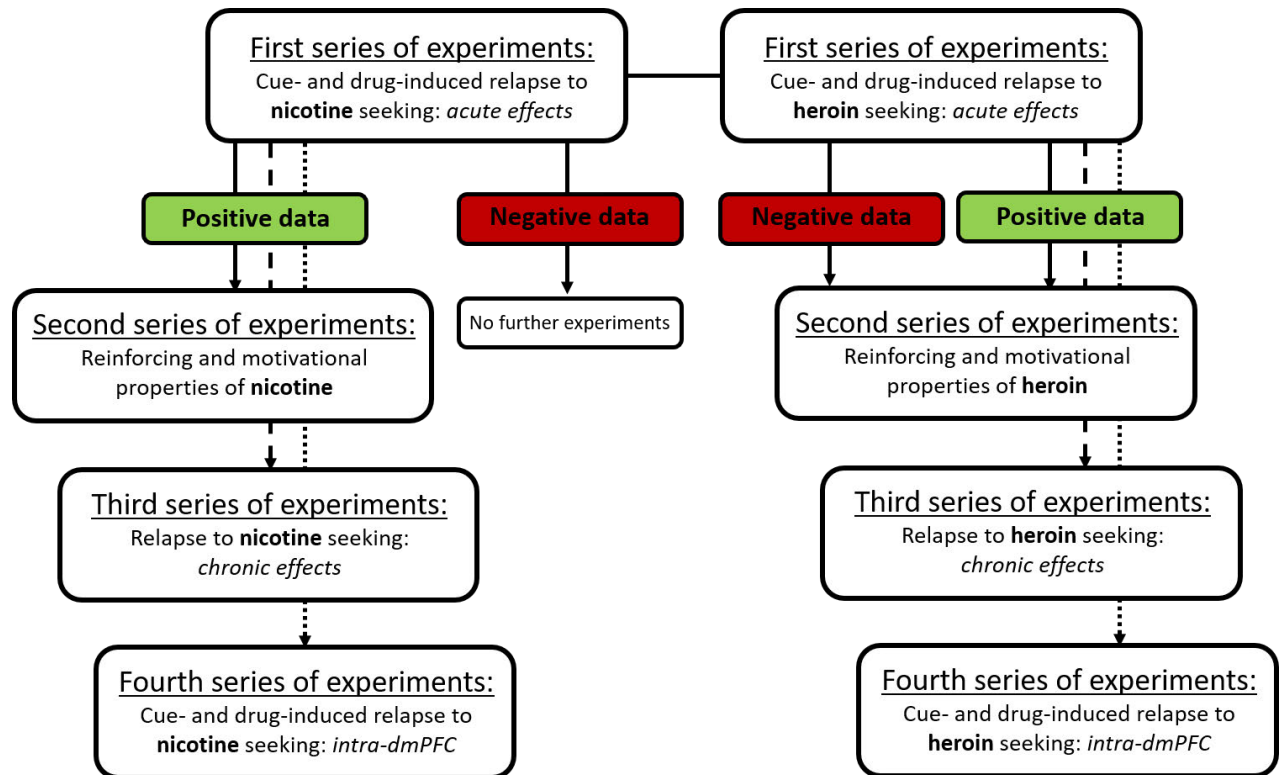 First series of experiments:
Cue- and drug-induced relapse to
nicotine seeking: acute effects
First series of experiments:
Cue- and drug-induced relapse to
heroin seeking: acute effects
Positive data
Negative data
Negative data
Positive data
Second series of experiments:
Reinforcing and motivational
properties of nicotine
No further experiments
Second series of experiments:
Reinforcing and motivational
properties of heroin
Third series of experiments:
Relapse to nicotine seeking:
chronic effects
Third series of experiments:
Relapse to heroin seeking:
chronic effects
Fourth series of experiments:
Cue- and drug-induced relapse to
nicotine seeking: intra-dmPFC
Fourth series of experiments:
Cue- and drug-induced relapse to
heroin seeking: intra-dmPFC